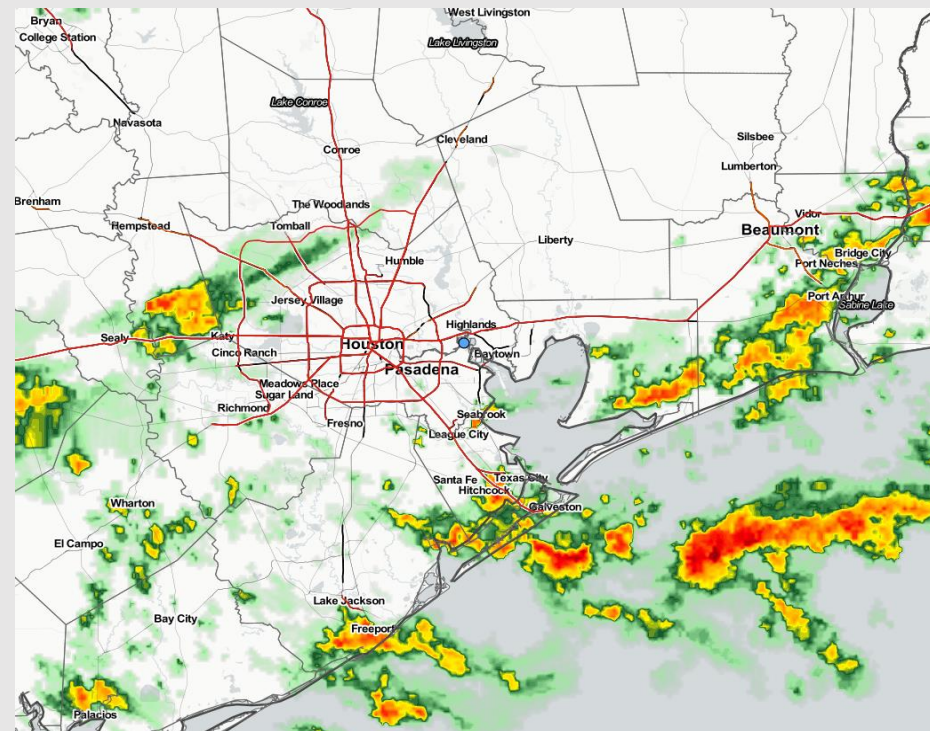 West Livingston
Bryan
College Station
Lake Livingston
Lake Conroe
Navasota
Silsbee
Cleveland
Conroe
Lumberton
Brenham
The Woodlands
Vidor
Hempstead
Tomball
Beaumont
Liberty
Bridge City
Humble
Port Neches
Jersey Village
Port Arthur
Sabine Lake
Highlands
Sealy
Katy
Houston
Cinco Ranch
Baytown
Pasadena
Meadows Place
Sugar Land
Richmond
Seabrook
Fresno
League City
Santa Fe
Texas City
Hitchcock
Wharton
Galveston
El Campo
Lake Jackson
Bay City
Freeport
Palacios